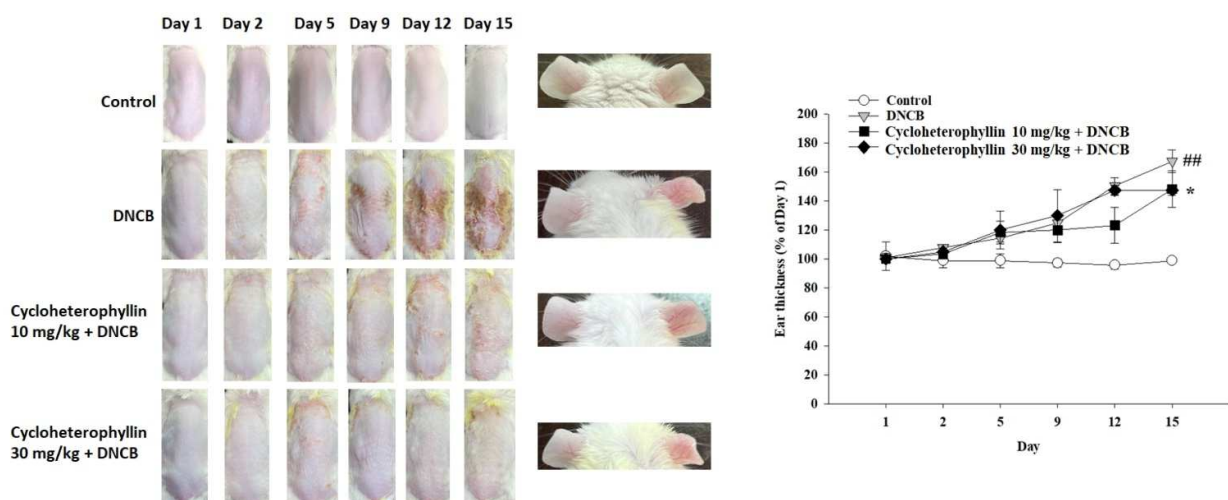 Day 1 Day 2 Day 5 Day 9 Day 12 Day 15
Control
DNCB
Cycloheterophyllin
10 mg/kg + DNCB
Cycloheterophyllin
30 mg/kg + DNCB
Control
DNCB
Cycloheterophyllin 10 mg/kg + DNCB
Cycloheterophyllin 30 mg/kg + DNCB
##
*
Ear thickness (% of Day 1)
200
180
160
140
120
100
80
60
40
20
0
1 2 5 9 12 15
Day